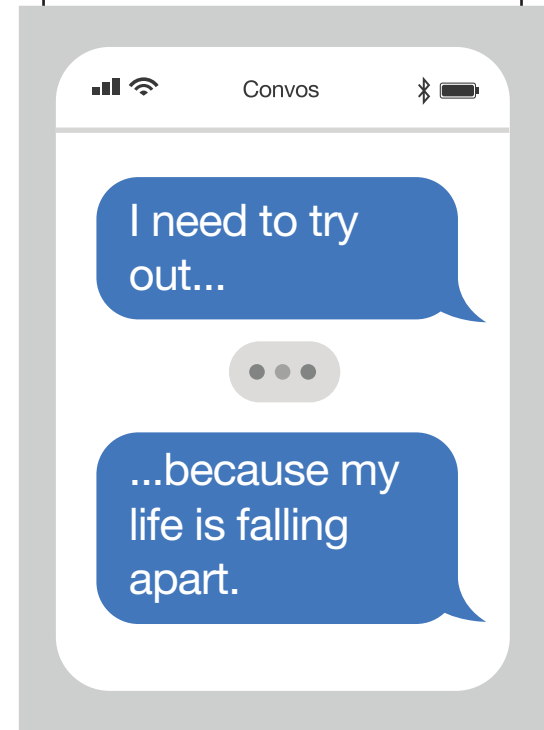 Convos
I need to try
out...
...because my
life is falling
apart.